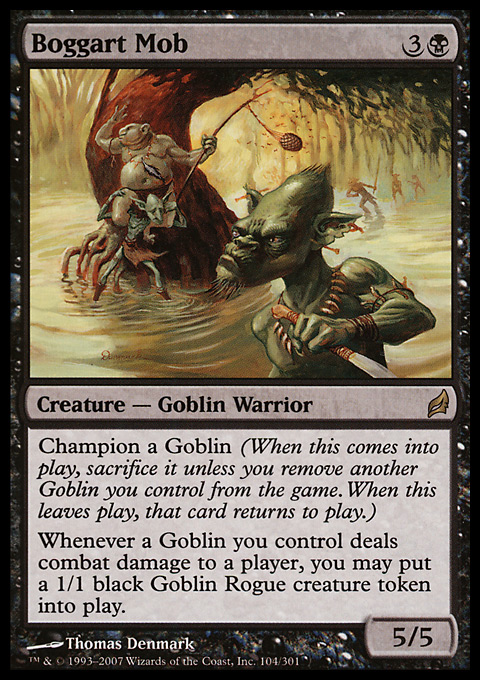 Boggart Mob 3
Creature — Goblin Warrior
Champion a Goblin (When this comes into
play, sacrifice it unless you remove another
Goblin you control from the game. When this
leaves play, that card returns to play.)
Whenever a Goblin you control deals
combat damage to a player, you may put
a 1/1 black Goblin Rogue creature token
into play.
5/5
Thomas Denmark
™ & © 1993–2007 Wizards of the Coast, Inc. 104/301